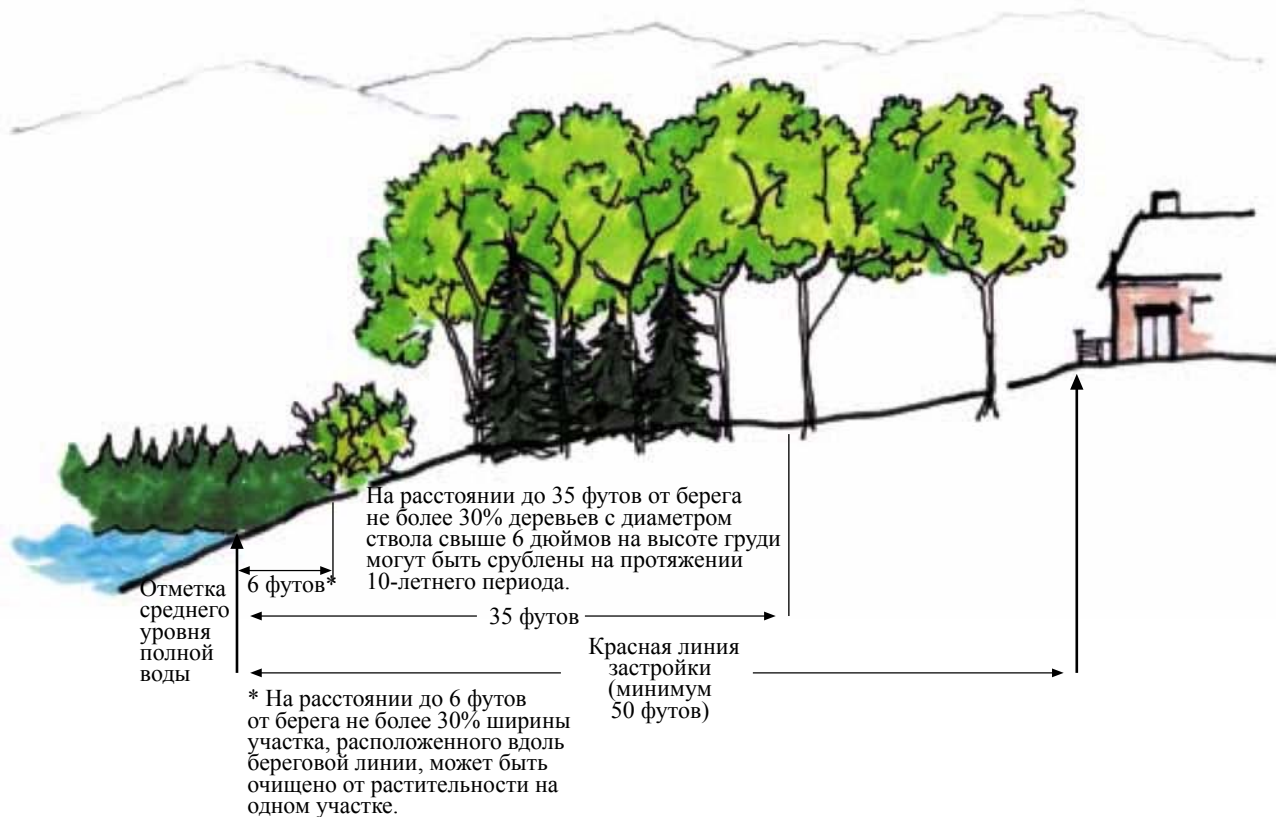 На расстоянии до 35 футов от берега
не более 30% деревьев с диаметром
ствола свыше 6 дюймов на высоте груди
могут быть срублены на протяжении
10-летнего периода.
6 футов*
Отметка
среднего
уровня
полной
воды
35 футов
Красная линия
застройки
(минимум
50 футов)
* На расстоянии до 6 футов
от берега не более 30% ширины
участка, расположенного вдоль
береговой линии, может быть
очищено от растительности на
одном участке.